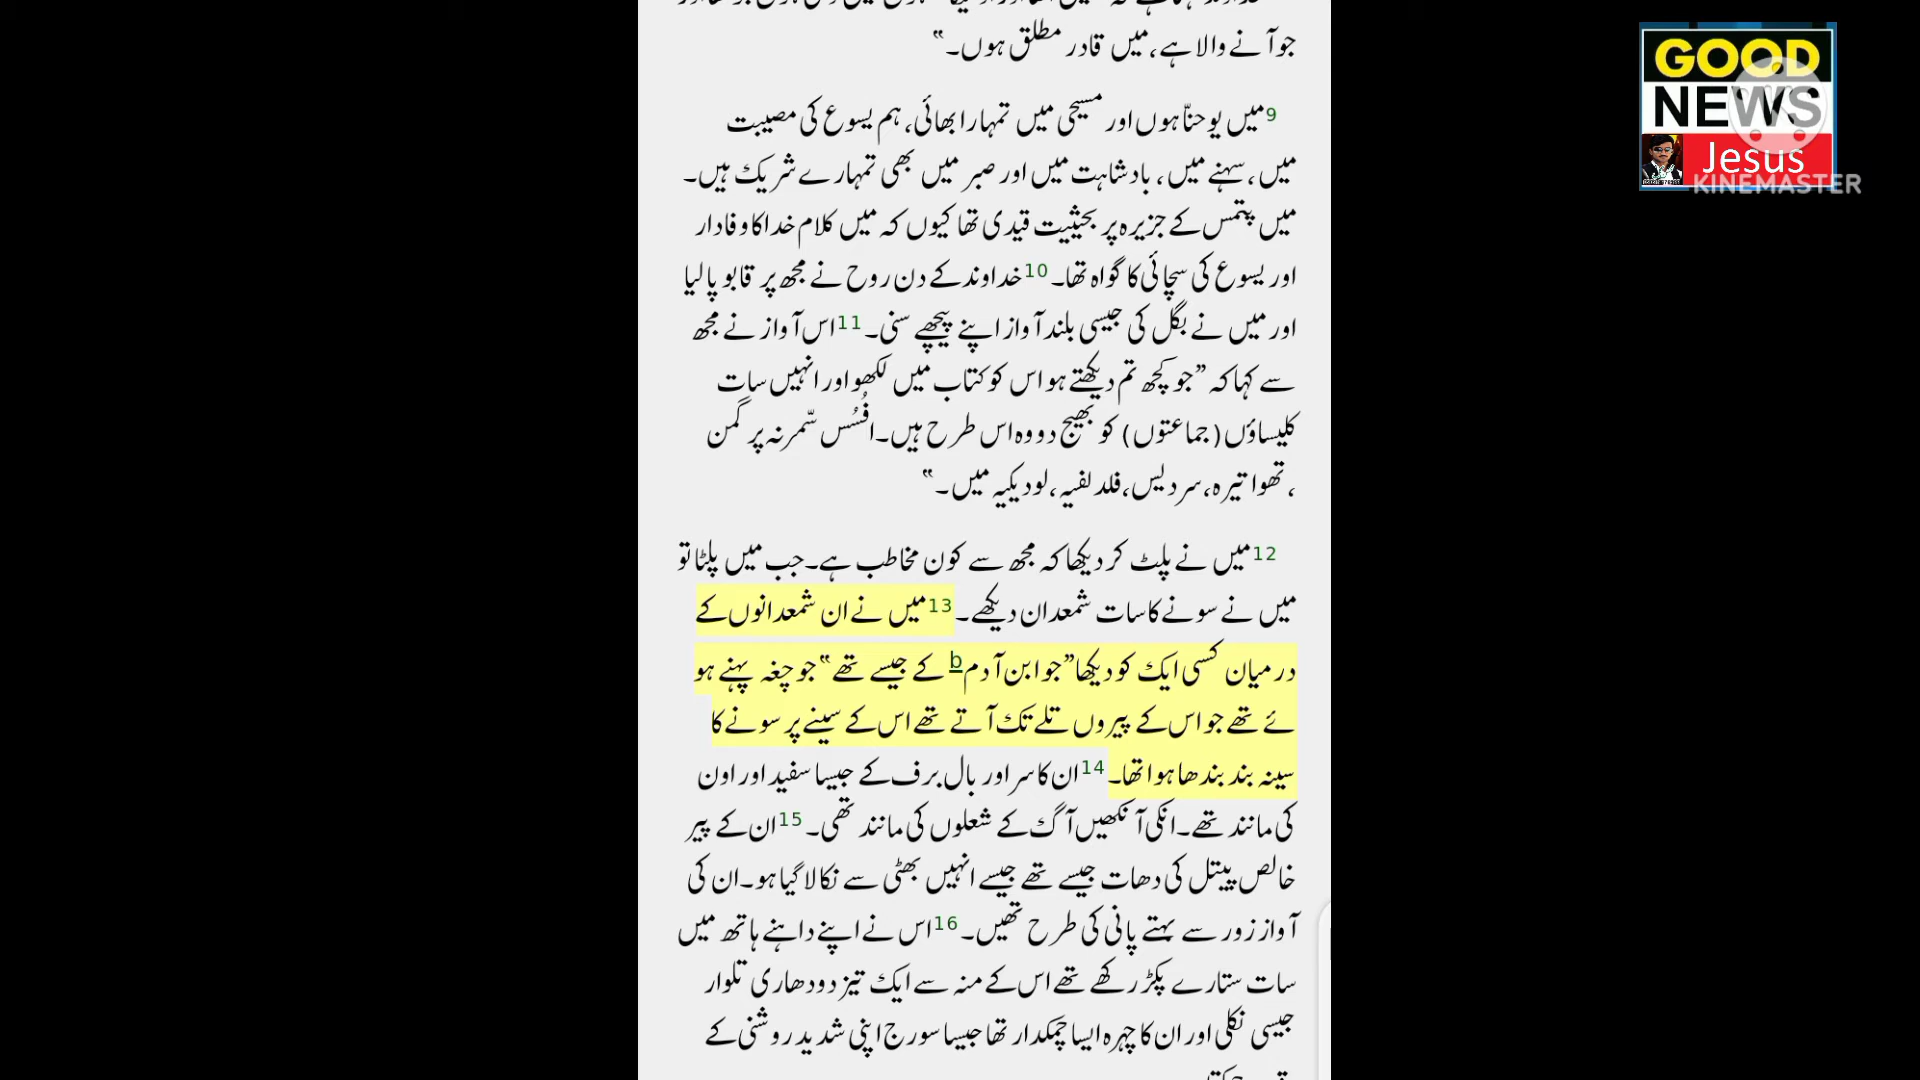 جو آنے والا ہے، میں قادر مطلق ہوں۔“
9میں یوحنّا ہوں اور مسیحی میں تمہارا بھائی، ہم یسوع کی مصیبت
میں، سہنے میں، بادشاہت میں اور صبر میں بھی تمہارے شریک ہیں۔
میں پتمس کے جزیرہ پر بحیثیت قیدی تھا کیوں کہ میں کلام خدا کا وفادار
اور یسوع کی سچائی کا گواہ تھا۔ 10خداوند کے دن روح نے مجھ پر قابو پا لیا
اور میں نے بگل کی جیسی بلند آواز اپنے پیچھے سنی۔ 11اس آواز نے مجھ
سے کہا کہ ”جو کچھ تم دیکھتے ہو اس کو کتاب میں لکھو اور انہیں سات
کلیساؤں (جماعتوں) کو بھیج دو وہ اس طرح ہیں۔ افُسُس سّمرنہ پر گمن
، تھواتیرہ، سردیس، فلدلفیہ، لودیکیہ میں۔“
12میں نے پلٹ کر دیکھا کہ مجھ سے کون مخاطب ہے۔ جب میں پلٹا تو
میں نے سونے کا سات شمعدان دیکھے۔ 13میں نے ان شمعدانوں کے
درمیان کسی ایک کو دیکھا ”جو ابن آدم b کے جیسے تھے“ جو چغہ پہنے ہو
ئے تھے جو اس کے پیروں تلے تک آتے تھے اس کے سینے پر سونے کا
سینہ بند بندھا ہوا تھا۔ 14ان کا سر اور بال برف کے جیسا سفید اور اون
کی مانند تھے۔ انکی آنکھیں آگ کے شعلوں کی مانند تھی۔ 15ان کے پیر
خالص پیتل کی دھات جیسے تھے جیسے انہیں بھٹی سے نکالا گیا ہو۔ ان کی
آواز زور سے بہتے پانی کی طرح تھیں۔ 16اس نے اپنے داہنے ہاتھ میں
سات ستارے پکڑ رکھے تھے اس کے منہ سے ایک تیز دو دھاری تلوار
جیسی نکلی اور ان کا چہرہ ایسا چمکدار تھا جیسا سورج اپنی شدید روشنی کے
GOOD
NEWS
Jesus
KINEMASTER